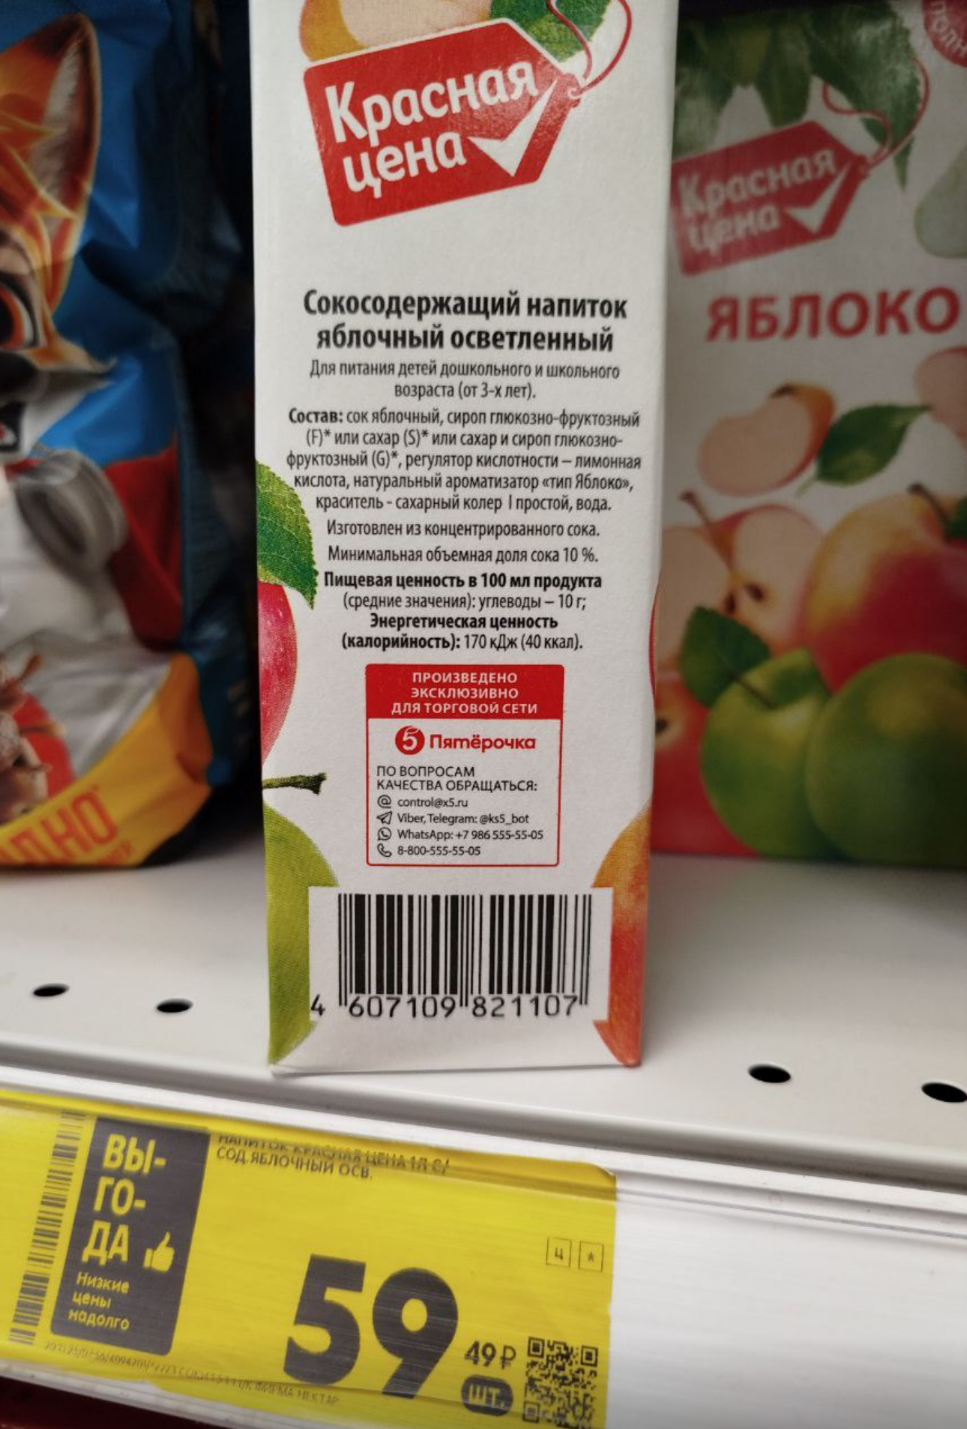 Красная
цена
Красная
цена
ЯБЛОКО
Сокосодержащий напиток
яблочный осветленный
Для питания детей дошкольного и школьного
возраста (от 3-х лет).
Состав: сок яблочный, сироп глюкозно-фруктозный
(F)* или сахар (S)* или сахар и сироп глюкозно-
фруктозный (G)*, регулятор кислотности – лимонная
кислота, натуральный ароматизатор «тип Яблоко»,
краситель - сахарный колер I простой, вода.
Изготовлен из концентрированного сока.
Минимальная объемная доля сока 10 %.
Пищевая ценность в 100 мл продукта
(средние значения): углеводы – 10 г;
Энергетическая ценность
(калорийность): 170 кДж (40 ккал).
ПРОИЗВЕДЕНО
ЭКСКЛЮЗИВНО
ДЛЯ ТОРГОВОЙ СЕТИ
5 Пятёрочка
ПО ВОПРОСАМ
КАЧЕСТВА ОБРАЩАТЬСЯ:
control@x5.ru
Viber, Telegram: @ks5_bot
WhatsApp: +7 986 555-55-05
8-800-555-55-05
4 607109 821107
ВЫ-
ГО-
ДА
Низкие
цены
надолго
НАПИТОК КРАСНАЯ ЦЕНА 1Л С/
СОД.ЯБЛОЧНЫЙ ОСВ.
Ч *
59
49 ₽
ШТ.